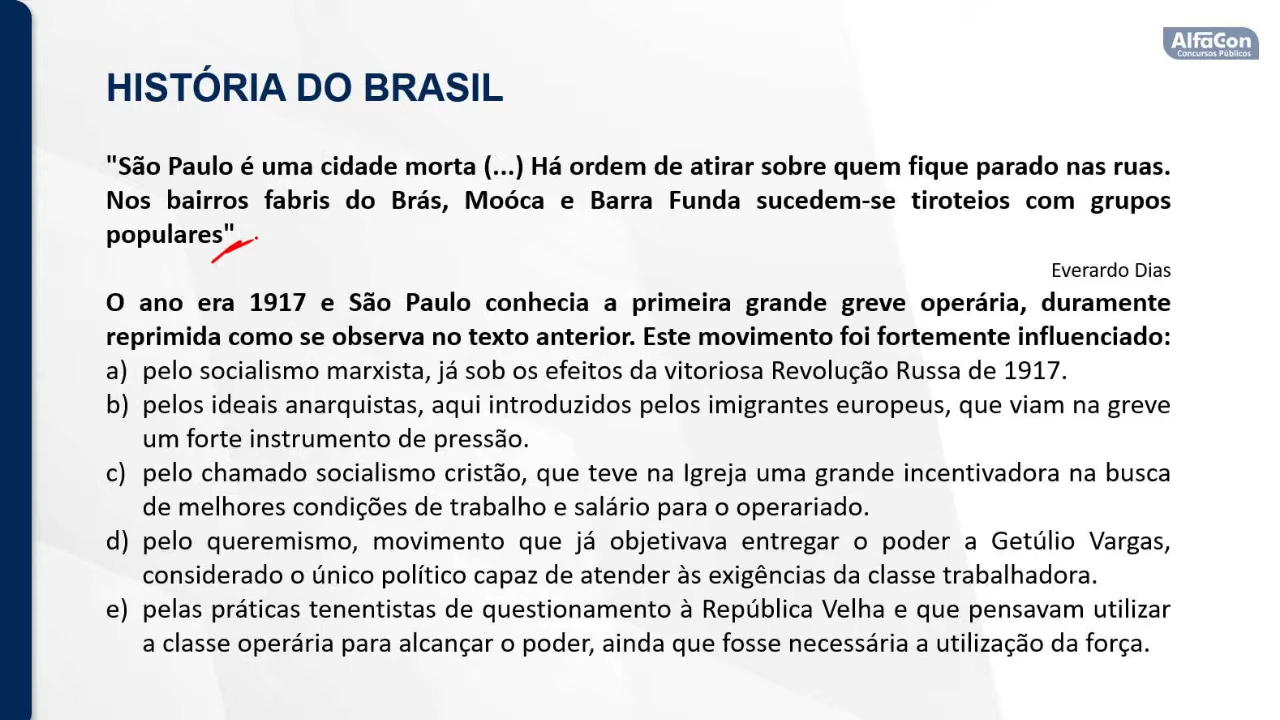 AlfaCon
Concursos Públicos
HISTÓRIA DO BRASIL
"São Paulo é uma cidade morta (...) Há ordem de atirar sobre quem fique parado nas ruas.
Nos bairros fabris do Brás, Moóca e Barra Funda sucedem-se tiroteios com grupos
populares"
Everardo Dias
O ano era 1917 e São Paulo conhecia a primeira grande greve operária, duramente
reprimida como se observa no texto anterior. Este movimento foi fortemente influenciado:
a) pelo socialismo marxista, já sob os efeitos da vitoriosa Revolução Russa de 1917.
b) pelos ideais anarquistas, aqui introduzidos pelos imigrantes europeus, que viam na greve
um forte instrumento de pressão.
c) pelo chamado socialismo cristão, que teve na Igreja uma grande incentivadora na busca
de melhores condições de trabalho e salário para o operariado.
d) pelo queremismo, movimento que já objetivava entregar o poder a Getúlio Vargas,
considerado o único político capaz de atender às exigências da classe trabalhadora.
e) pelas práticas tenentistas de questionamento à República Velha e que pensavam utilizar
a classe operária para alcançar o poder, ainda que fosse necessária a utilização da força.